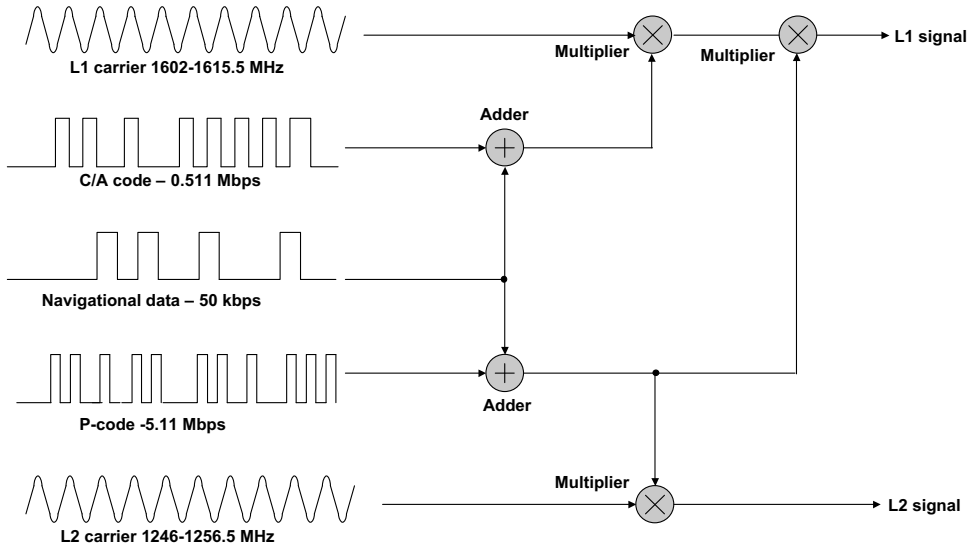 L1 carrier 1602-1615.5 MHz
Multiplier
Multiplier
L1 signal
Adder
C/A code – 0.511 Mbps
Navigational data – 50 kbps
Adder
P-code -5.11 Mbps
Multiplier
L2 signal
L2 carrier 1246-1256.5 MHz